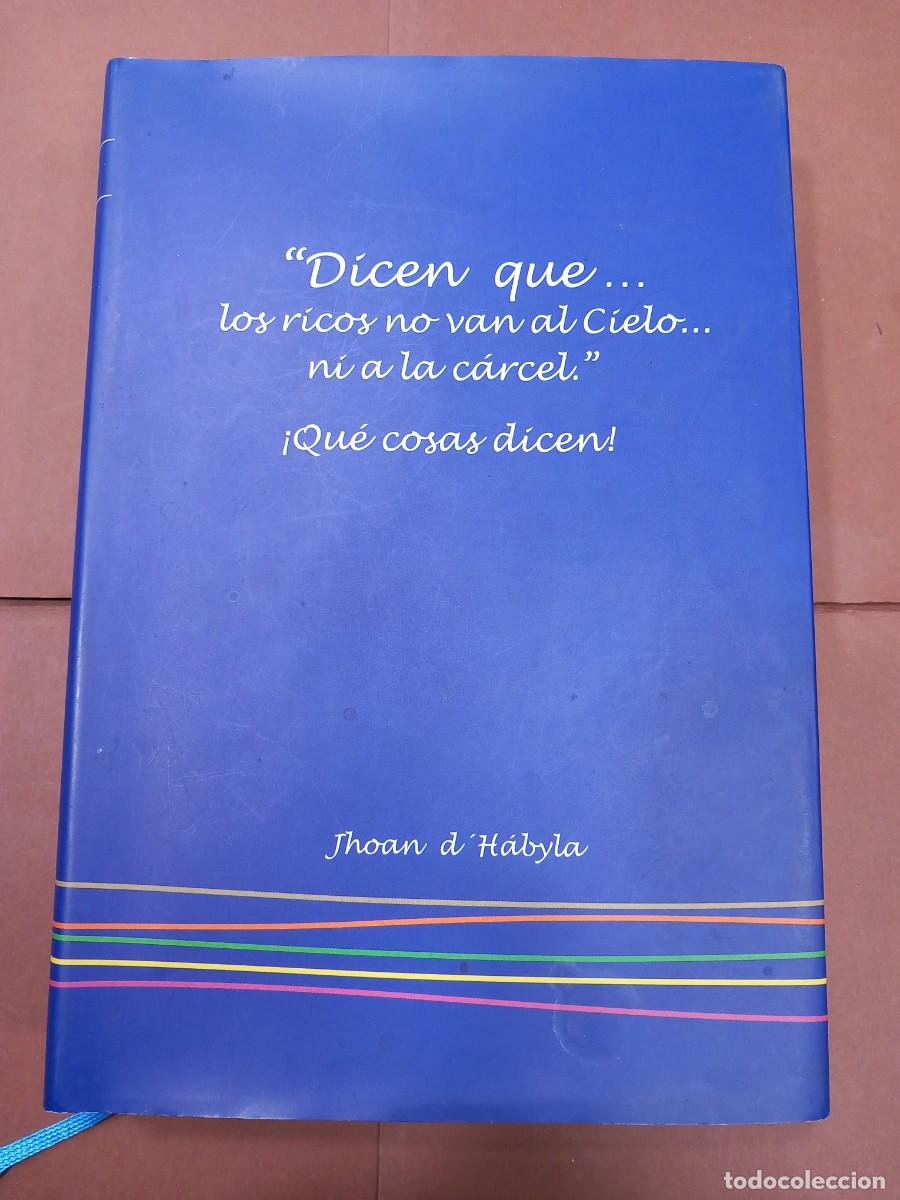 “Dicen que...
los ricos no van al Cielo...
ni a la cárcel.”
¡Qué cosas dicen!
Jhoan d´Hábyla
todocoleccion